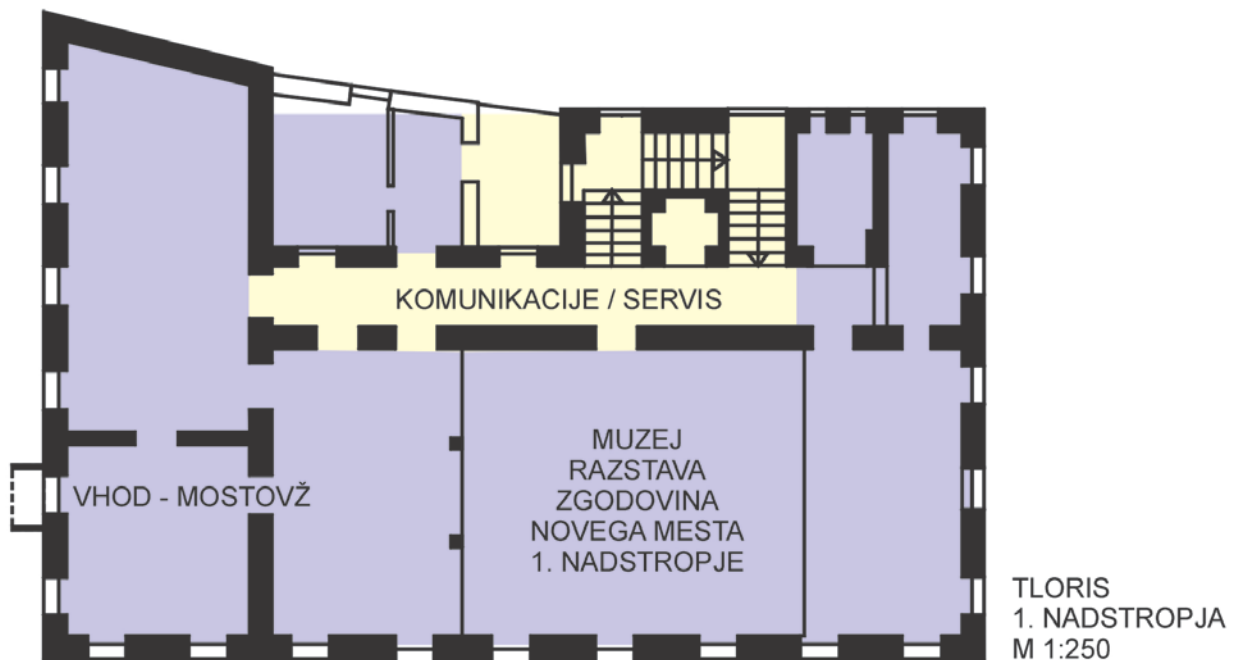 KOMUNIKACIJE / SERVIS
MUZEJ
RAZSTAVA
ZGODOVINA
NOVEGA MESTA
1. NADSTROPJE
VHOD - MOSTOVŽ
TLORIS
1. NADSTROPJA
M 1:250